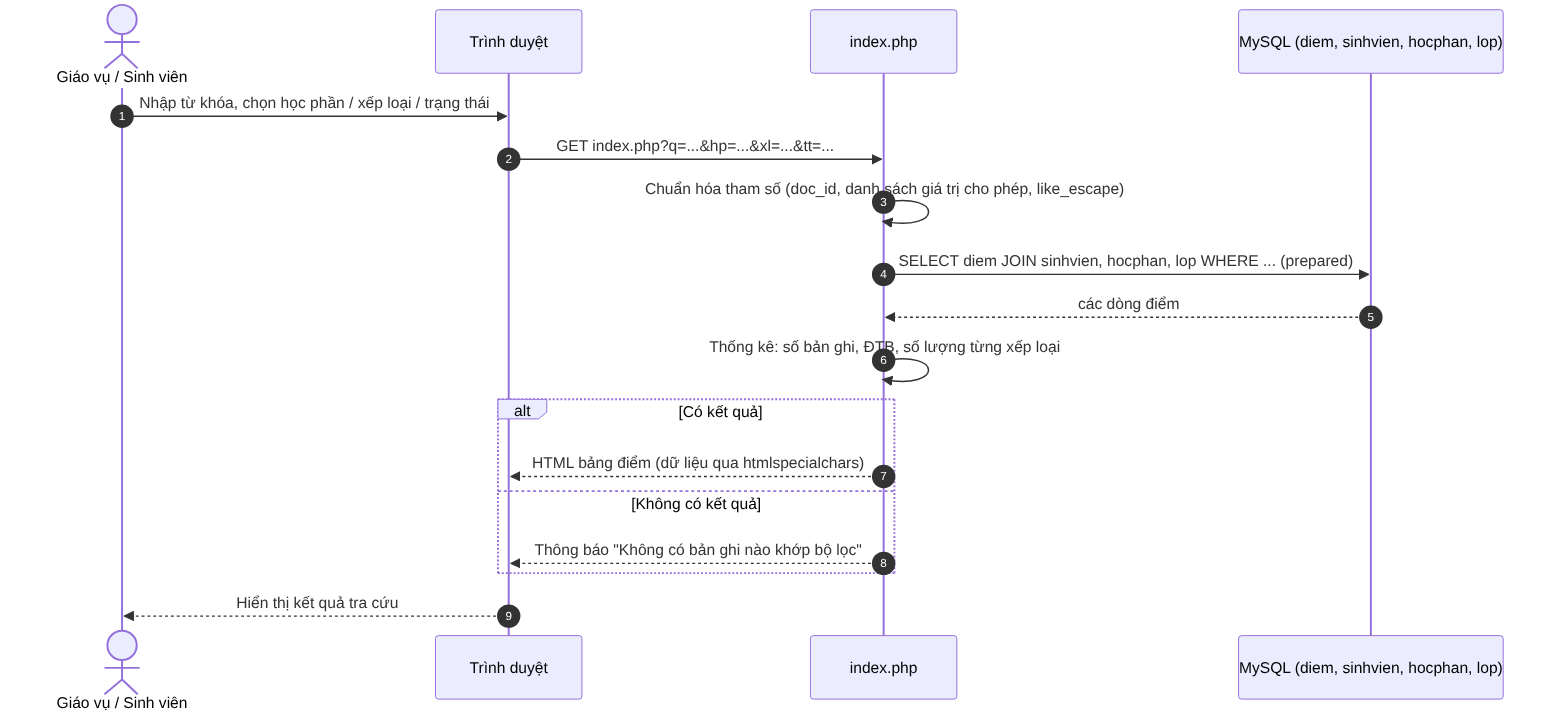 Giáo vụ / Sinh viên
Trình duyệt
index.php
MySQL (diem, sinhvien, hocphan, lop)
1
Nhập từ khóa, chọn học phần / xếp loại / trạng thái
2
GET index.php?q=...&hp=...&xl=...&tt=...
Chuẩn hóa tham số (doc_id, danh sách giá trị cho phép, like_escape)
3
4
SELECT diem JOIN sinhvien, hocphan, lop WHERE ... (prepared)
các dòng điểm
5
Thống kê: số bản ghi, ĐTB, số lượng từng xếp loại
6
alt
[Có kết quả]
HTML bảng điểm (dữ liệu qua htmlspecialchars)
7
[Không có kết quả]
Thông báo "Không có bản ghi nào khớp bộ lọc"
8
Hiển thị kết quả tra cứu
9
Giáo vụ / Sinh viên
Trình duyệt
index.php
MySQL (diem, sinhvien, hocphan, lop)